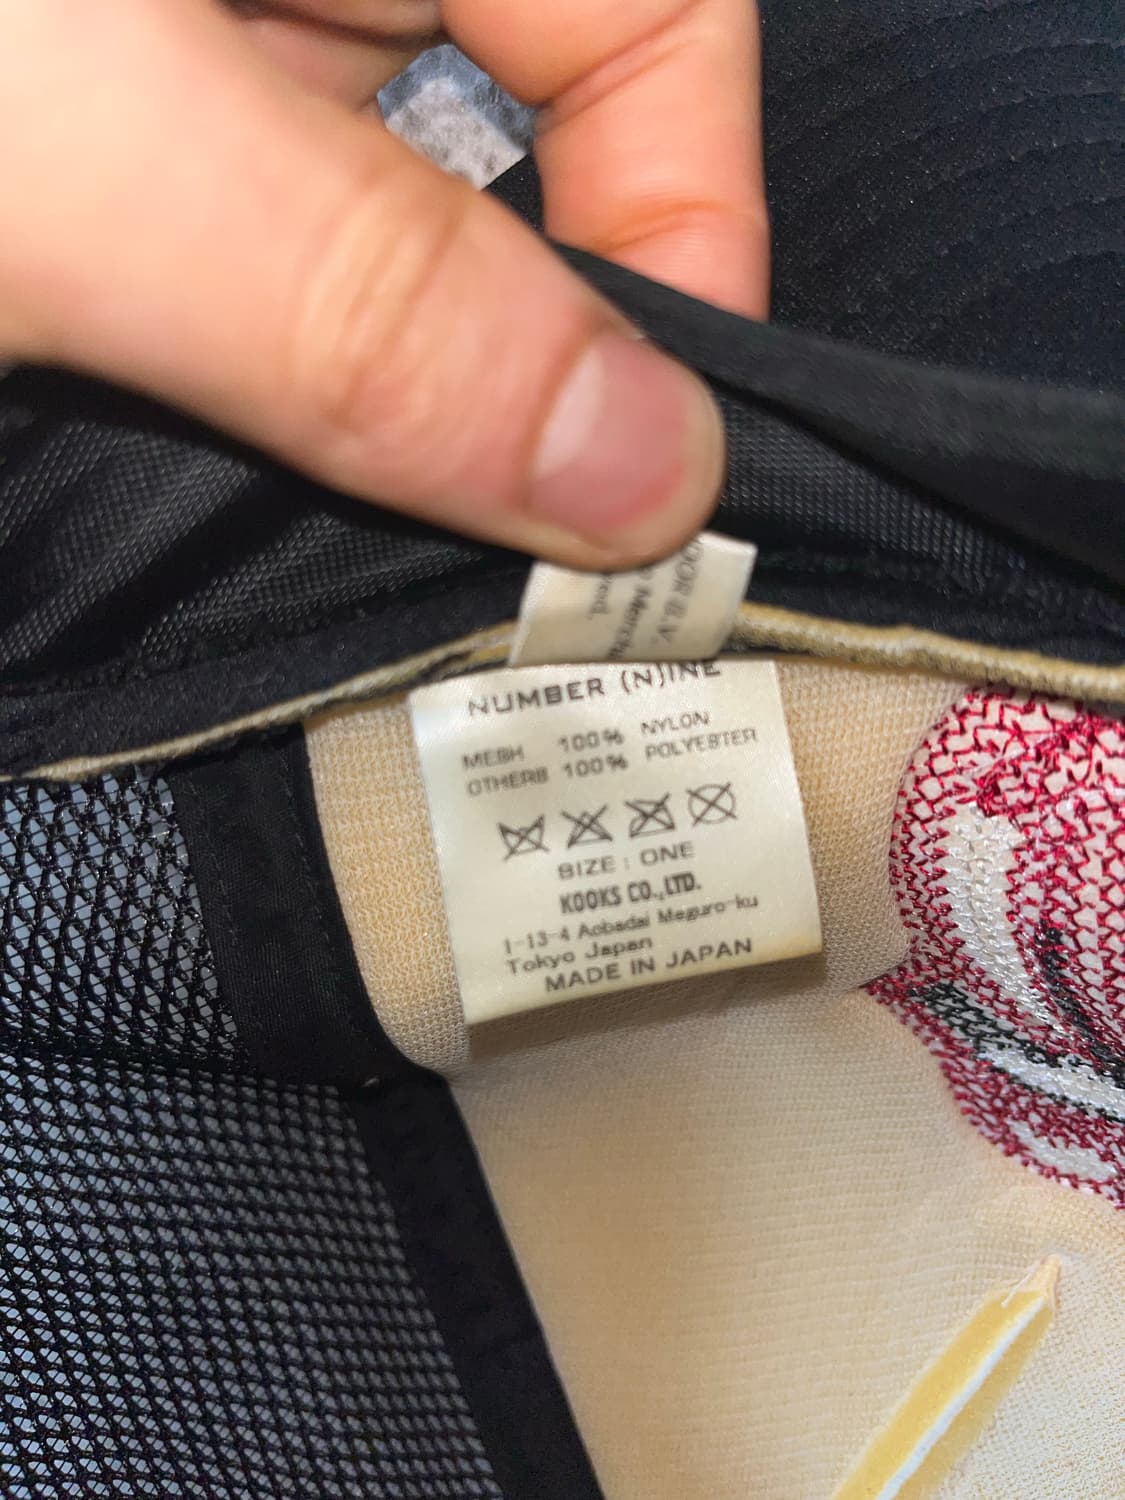 NUMBER (N)INE
MESH 100% NYLON
OTHERS 100% POLYESTER
SIZE : ONE
KOOKS CO.,LTD.
1-13-4 Aobadai Meguro-ku
Tokyo Japan
MADE IN JAPAN
B.V.